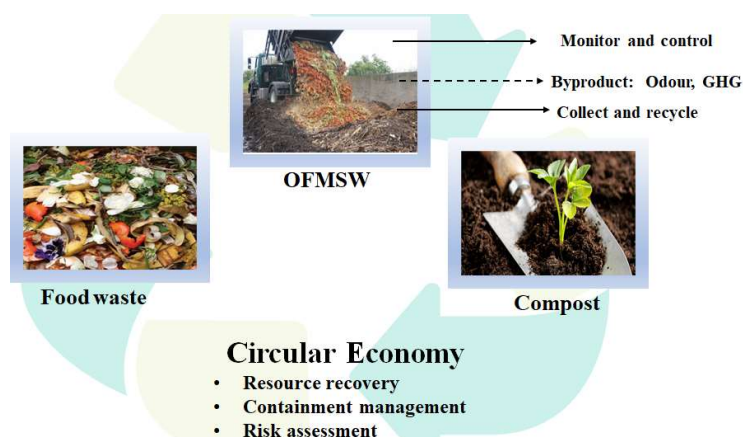 Monitor and control
Byproduct: Odour, GHG
Collect and recycle
OFMSW
Food waste
Compost
Circular Economy
• Resource recovery
• Containment management
• Risk assessment